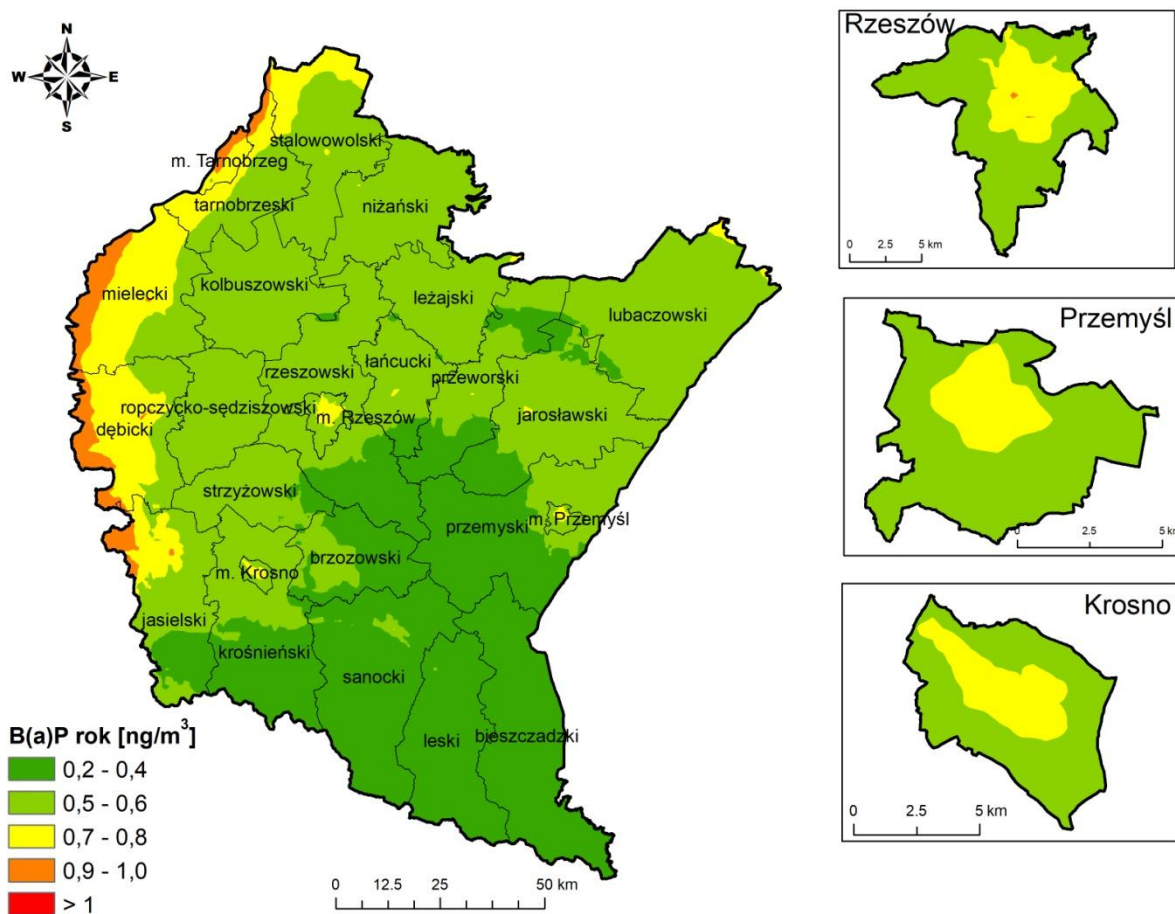 N
W E
S
m. Tarnobrzeg
stalowowolski
tarnobrzeski
niżański
mielecki
kolbuszowski
leżajski
lubaczowski
rzeszowski
łańcucki
przeworski
ropczycko-sędziszowski
m. Rzeszów
jarosławski
dębicki
strzyżowski
przemyski
m. Przemyśl
brzozowski
m. Krosno
jasielski
krośnieński
sanocki
leski
bieszczadzki
B(a)P rok [ng/m³]
0,2 - 0,4
0,5 - 0,6
0,7 - 0,8
0,9 - 1,0
> 1
0 12.5 25 50 km
Rzeszów
0 2.5 5 km
Przemyśl
0 2.5 5 km
Krosno
0 2.5 5 km